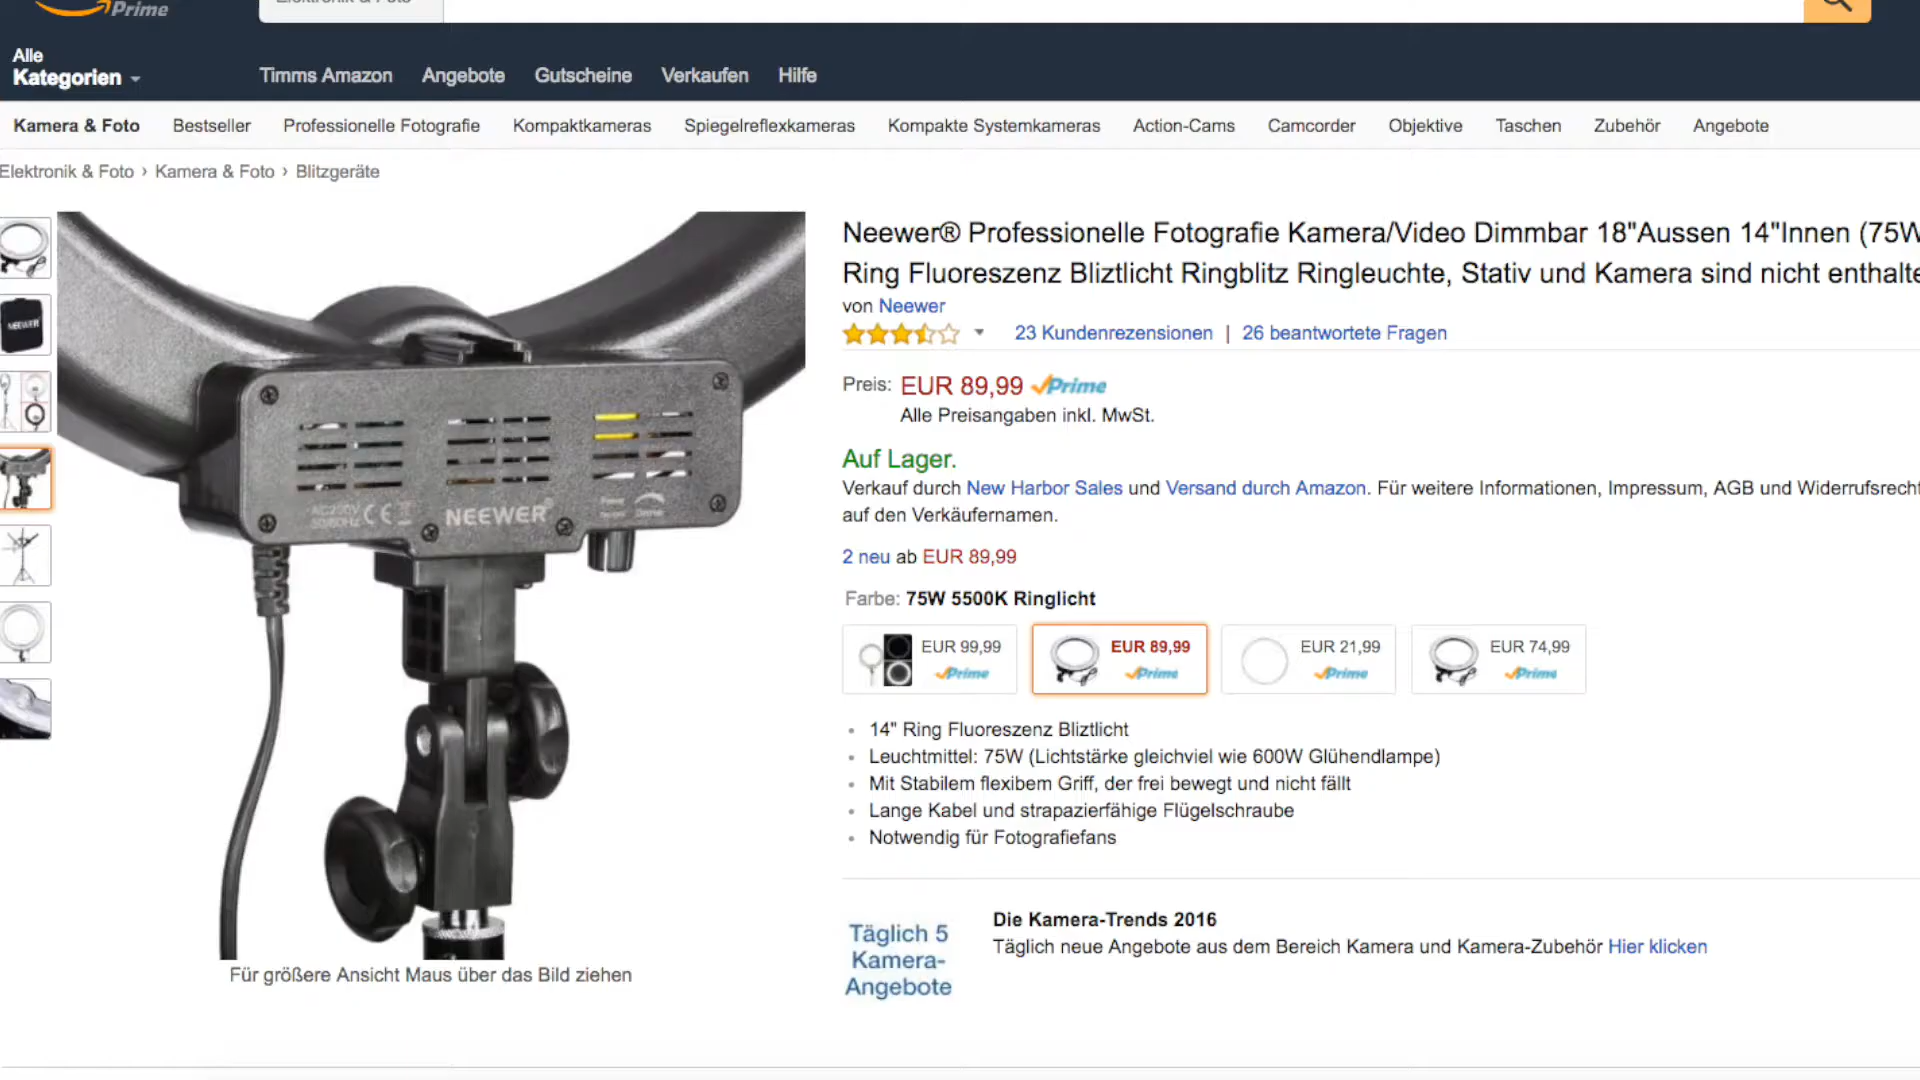 Prime
Elektronik & Foto
Alle
Kategorien
Timms Amazon Angebote Gutscheine Verkaufen Hilfe
Kamera & Foto Bestseller Professionelle Fotografie Kompaktkameras Spiegelreflexkameras Kompakte Systemkameras Action-Cams Camcorder Objektive Taschen Zubehör Angebote
Elektronik & Foto › Kamera & Foto › Blitzgeräte
NEEWER
AC220V
50/60Hz CE
NEEWER®
Für größere Ansicht Maus über das Bild ziehen
Neewer® Professionelle Fotografie Kamera/Video Dimmbar 18"Aussen 14"Innen (75W
Ring Fluoreszenz Bliztlicht Ringblitz Ringleuchte, Stativ und Kamera sind nicht enthalte
von Neewer
23 Kundenrezensionen | 26 beantwortete Fragen
Preis: EUR 89,99 Prime
Alle Preisangaben inkl. MwSt.
Auf Lager.
Verkauf durch New Harbor Sales und Versand durch Amazon. Für weitere Informationen, Impressum, AGB und Widerrufsrecht
auf den Verkäufernamen.
2 neu ab EUR 89,99
Farbe: 75W 5500K Ringlicht
EUR 99,99 EUR 89,99 EUR 21,99 EUR 74,99
Prime Prime Prime Prime
• 14" Ring Fluoreszenz Bliztlicht
• Leuchtmittel: 75W (Lichtstärke gleichviel wie 600W Glühendlampe)
• Mit Stabilem flexibem Griff, der frei bewegt und nicht fällt
• Lange Kabel und strapazierfähige Flügelschraube
• Notwendig für Fotografiefans
Täglich 5
Kamera-
Angebote
Die Kamera-Trends 2016
Täglich neue Angebote aus dem Bereich Kamera und Kamera-Zubehör Hier klicken